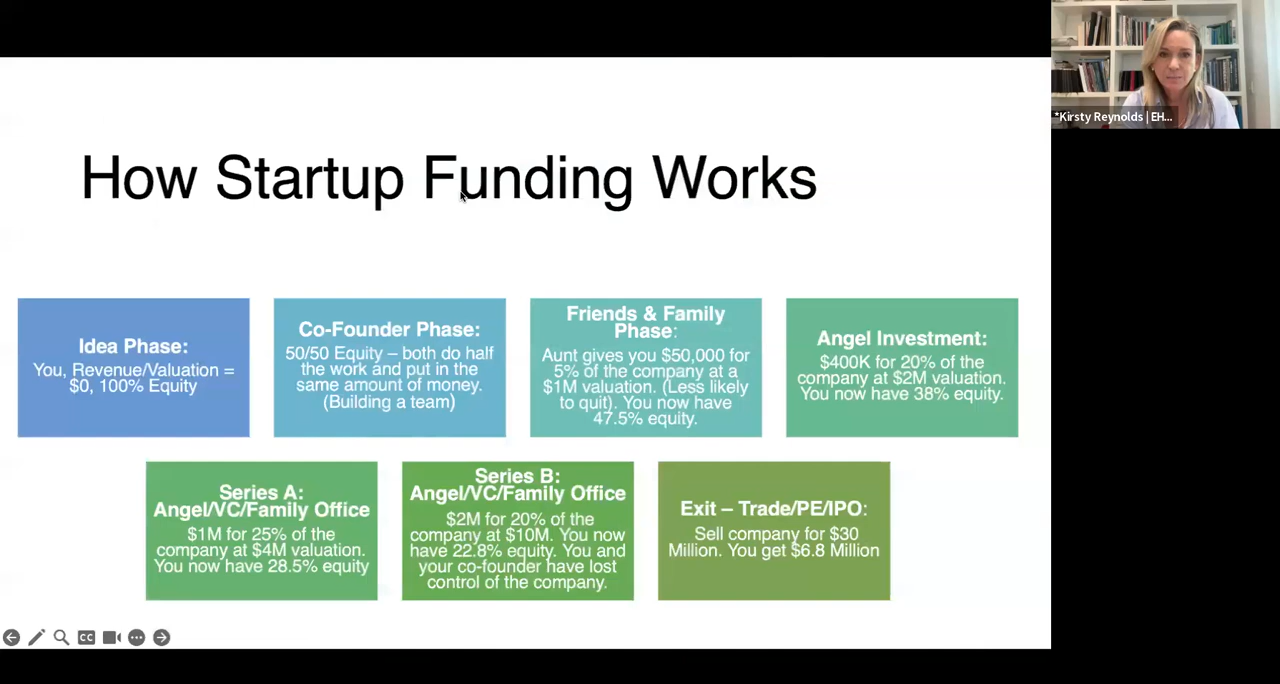 *Kirsty Reynolds | EH...
How Startup Funding Works
Idea Phase:
You, Revenue/Valuation =
$0, 100% Equity
Co-Founder Phase:
50/50 Equity – both do half
the work and put in the
same amount of money.
(Building a team)
Friends & Family
Phase:
Aunt gives you $50,000 for
5% of the company at a
$1M valuation. (Less likely
to quit). You now have
47.5% equity.
Angel Investment:
$400K for 20% of the
company at $2M valuation.
You now have 38% equity.
Series A:
Angel/VC/Family Office
$1M for 25% of the
company at $4M valuation.
You now have 28.5% equity
Series B:
Angel/VC/Family Office
$2M for 20% of the
company at $10M. You now
have 22.8% equity. You and
your co-founder have lost
control of the company.
Exit – Trade/PE/IPO:
Sell company for $30
Million. You get $6.8 Million
CC